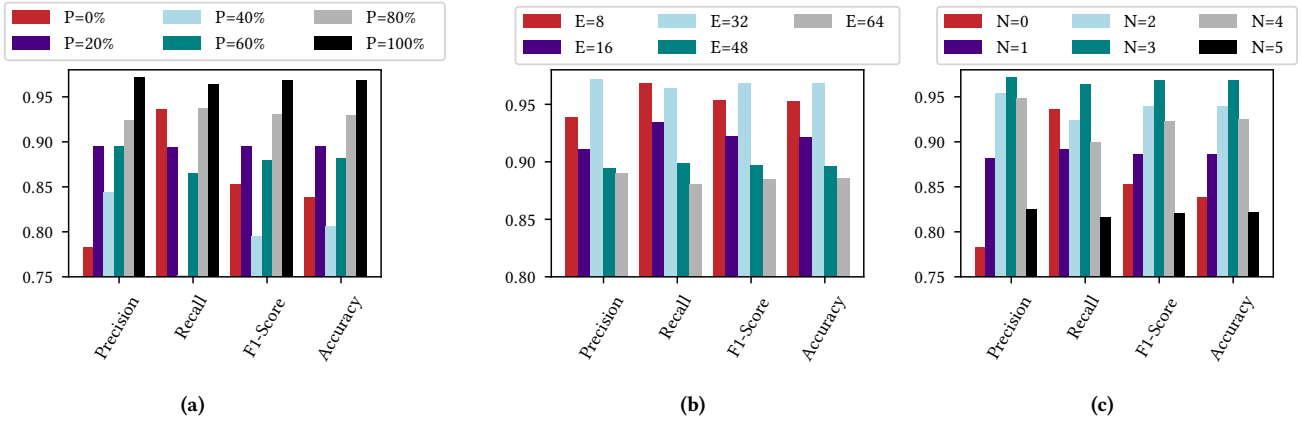 P=0% P=40% P=80%
P=20% P=60% P=100%
0.95
0.90
0.85
0.80
0.75
Precision
Recall
F1-Score
Accuracy
(a)
E=8 E=32 E=64
E=16 E=48
0.95
0.90
0.85
0.80
Precision
Recall
F1-Score
Accuracy
(b)
N=0 N=2 N=4
N=1 N=3 N=5
0.95
0.90
0.85
0.80
0.75
Precision
Recall
F1-Score
Accuracy
(c)